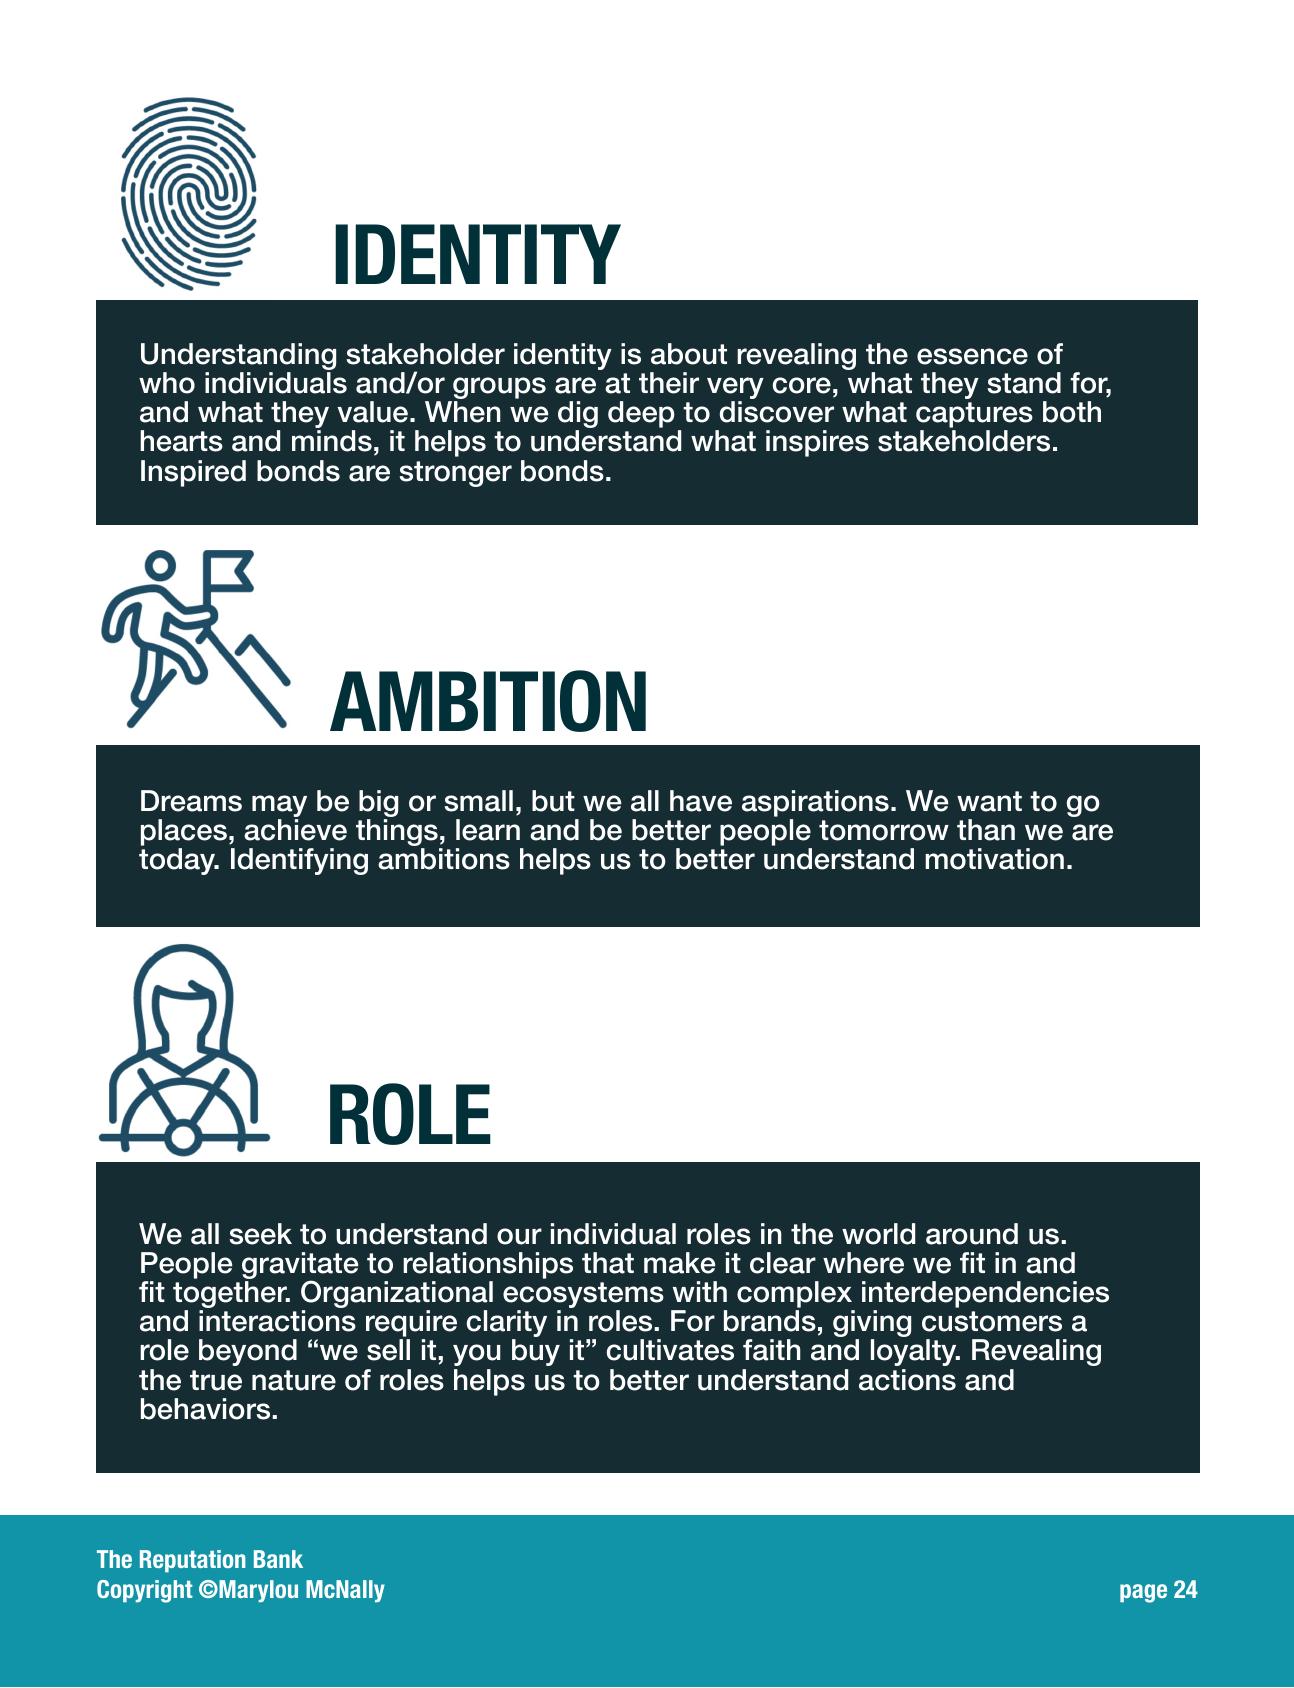 IDENTITY
Understanding stakeholder identity is about revealing the essence of
who individuals and/or groups are at their very core, what they stand for,
and what they value. When we dig deep to discover what captures both
hearts and minds, it helps to understand what inspires stakeholders.
Inspired bonds are stronger bonds.
AMBITION
Dreams may be big or small, but we all have aspirations. We want to go
places, achieve things, learn and be better people tomorrow than we are
today. Identifying ambitions helps us to better understand motivation.
ROLE
We all seek to understand our individual roles in the world around us.
People gravitate to relationships that make it clear where we fit in and
fit together. Organizational ecosystems with complex interdependencies
and interactions require clarity in roles. For brands, giving customers a
role beyond “we sell it, you buy it” cultivates faith and loyalty. Revealing
the true nature of roles helps us to better understand actions and
behaviors.
The Reputation Bank
Copyright ©Marylou McNally
page 24